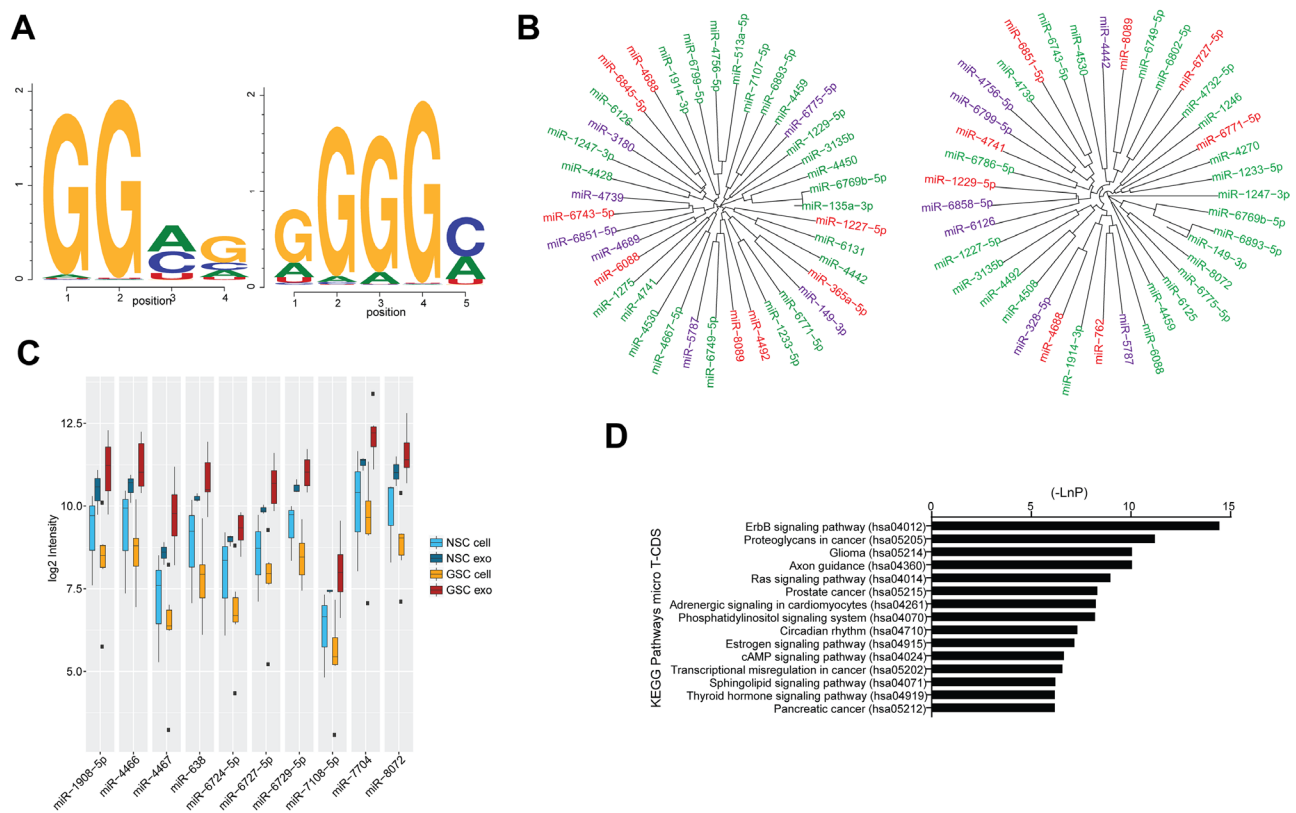 A
2
1
0
GGACUGCA
1
2
3
4
position
2
1
0
GAUGAGAGCAU
1
2
3
4
5
position
B
miR−4688
miR−6845−5p
miR−1914−3p
miR−6799−5p
miR−4756−5p
miR−513a−5p
miR−7107−5p
miR−6893−5p
miR−4459
miR−6775−5p
miR−1229−5p
miR−3135b
miR−4450
miR−6769b−5p
miR−135a−3p
miR−1227−5p
miR−6131
miR−4442
miR−365a−5p
miR−149−3p
miR−6771−5p
miR−1233−5p
miR−4492
miR−8089
miR−6749−5p
miR−5787
miR−4667−5p
miR−4530
miR−4741
miR−1275
miR−6088
miR−4689
miR−6851−5p
miR−6743−5p
miR−4739
miR−4428
miR−1247−3p
miR−3180
miR−6126
miR−4442
miR−8089
miR−6749−5p
miR−6802−5p
miR−6727−5p
miR−4732−5p
miR−1246
miR−6771−5p
miR−4270
miR−1233−5p
miR−1247−3p
miR−6769b−5p
miR−6893−5p
miR−149−3p
miR−8072
miR−6775−5p
miR−6125
miR−4459
miR−6088
miR−5787
miR−762
miR−1914−3p
miR−4688
miR−328−5p
miR−4508
miR−4492
miR−3135b
miR−1227−5p
miR−6126
miR−6858−5p
miR−1229−5p
miR−6786−5p
miR−4741
miR−6799−5p
miR−4756−5p
miR−4739
miR−6851−5p
miR−6743−5p
miR−4530
C
log2 Intensity
12.5
10.0
7.5
5.0
miR−1908−5p
miR−4466
miR−4467
miR−638
miR−6724−5p
miR−6727−5p
miR−6729−5p
miR−7108−5p
miR−7704
miR−8072
NSC cell
NSC exo
GSC cell
GSC exo
D
(-LnP)
0
5
10
15
KEGG Pathways micro T-CDS
ErbB signaling pathway (hsa04012)
Proteoglycans in cancer (hsa05205)
Glioma (hsa05214)
Axon guidance (hsa04360)
Ras signaling pathway (hsa04014)
Prostate cancer (hsa05215)
Adrenergic signaling in cardiomyocytes (hsa04261)
Phosphatidylinositol signaling system (hsa04070)
Circadian rhythm (hsa04710)
Estrogen signaling pathway (hsa04915)
cAMP signaling pathway (hsa04024)
Transcriptional misregulation in cancer (hsa05202)
Sphingolipid signaling pathway (hsa04071)
Thyroid hormone signaling pathway (hsa04919)
Pancreatic cancer (hsa05212)